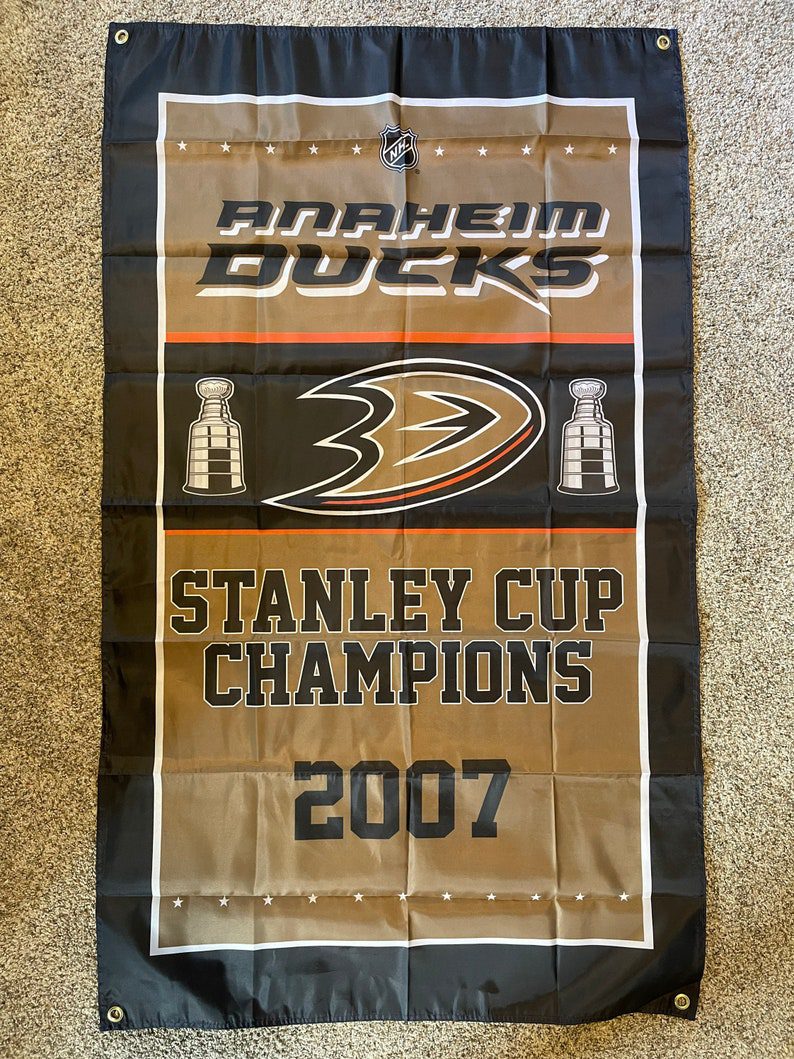 NHL
ANAHEIM
DUCKS
STANLEY CUP
CHAMPIONS
2007